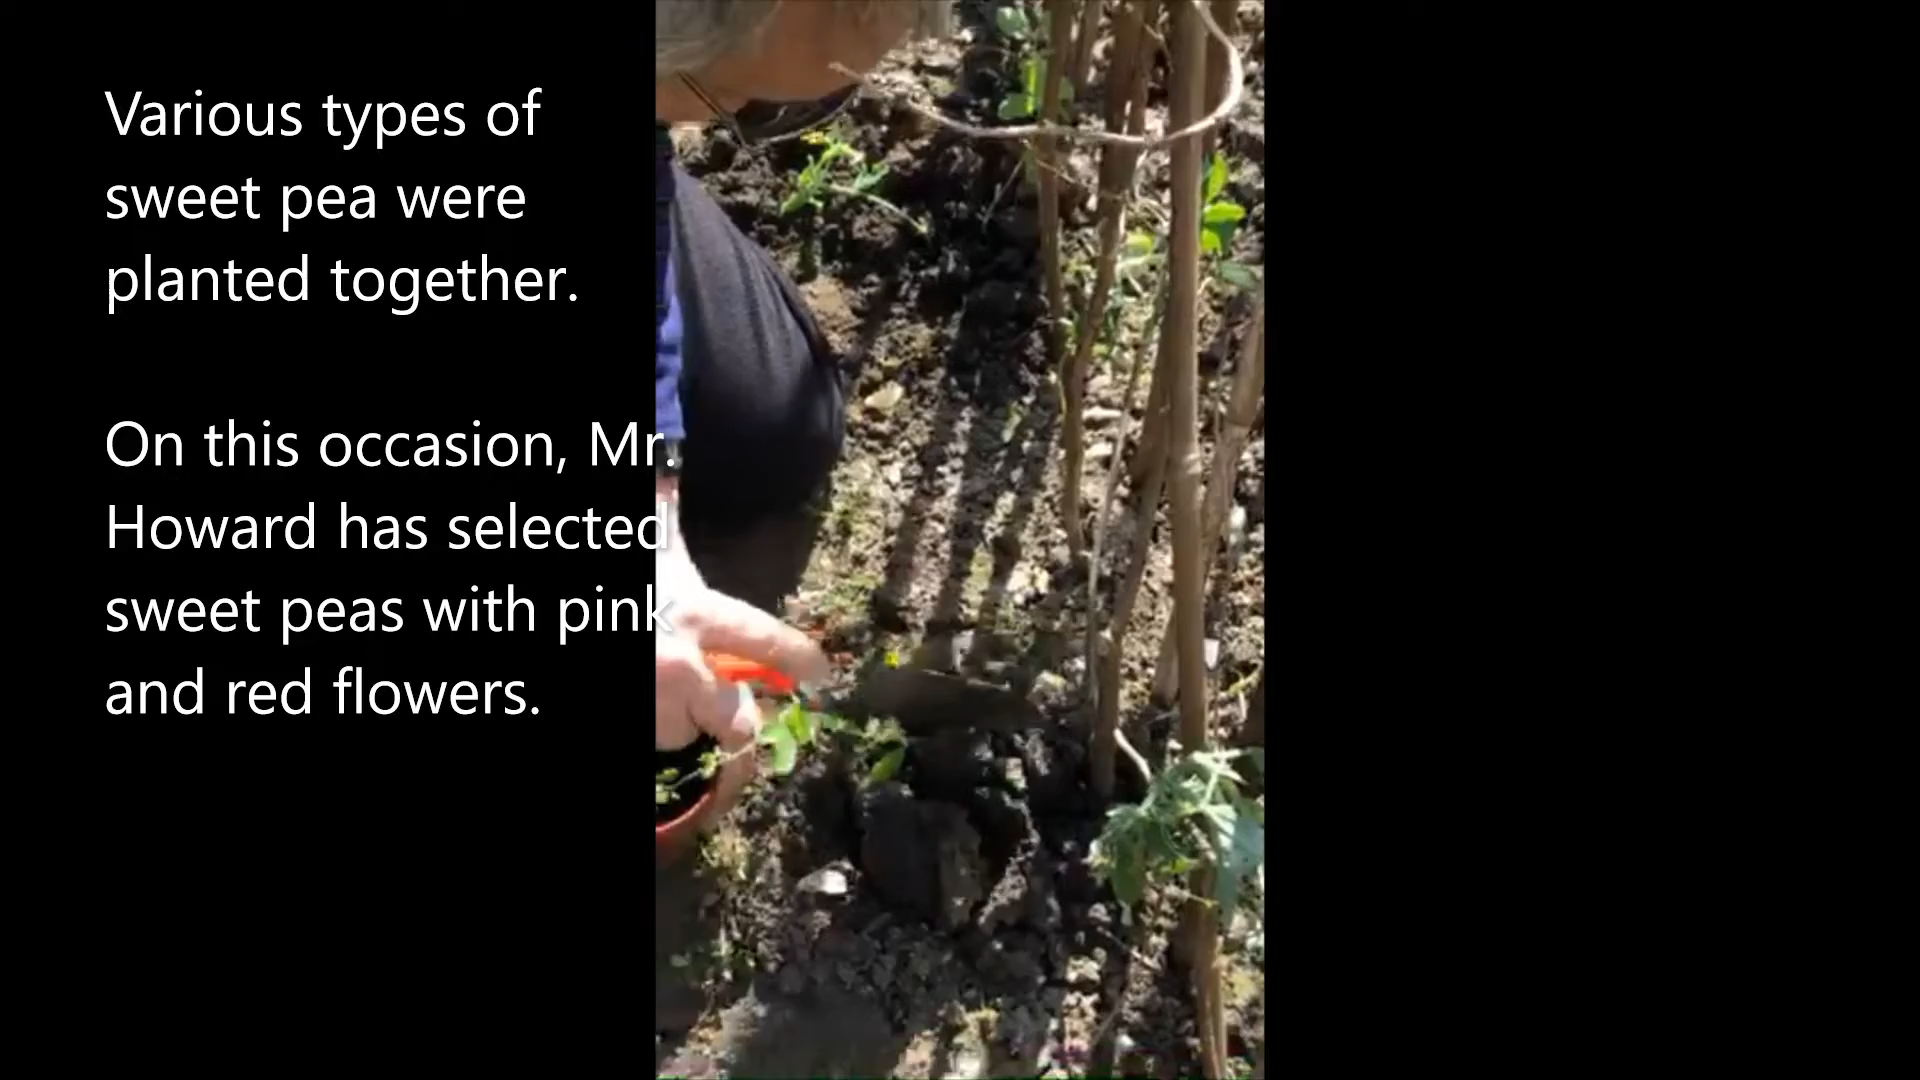 Various types of
sweet pea were
planted together.
On this occasion, Mr.
Howard has selected
sweet peas with pink
and red flowers.